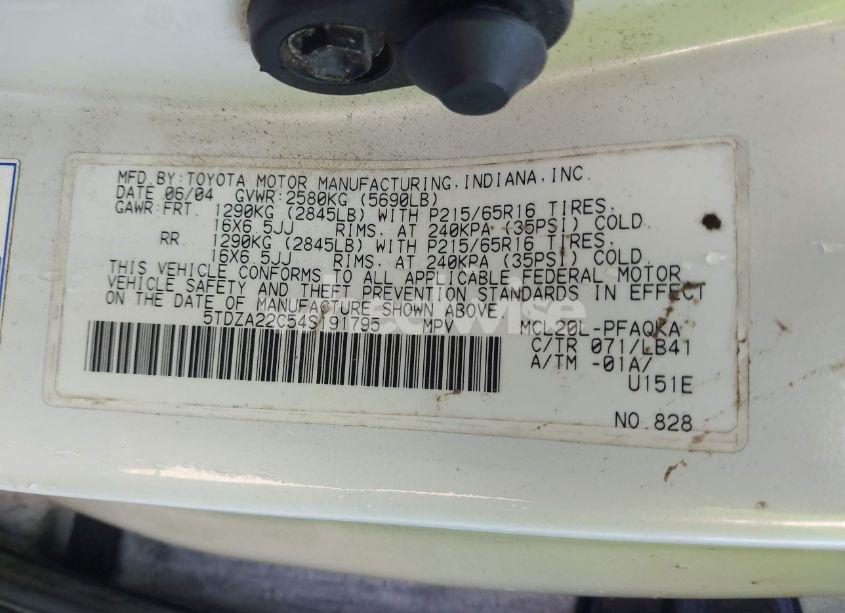 MFD.BY:TOYOTA MOTOR MANUFACTURING,INDIANA,INC.
DATE 06/04 GVWR:2580KG (5690LB)
GAWR:FRT. 1290KG (2845LB) WITH P215/65R16 TIRES.
16X6.5JJ RIMS. AT 240KPA (35PSI) COLD.
RR. 1290KG (2845LB) WITH P215/65R16 TIRES.
16X6.5JJ RIMS. AT 240KPA (35PSI) COLD.
THIS VEHICLE CONFORMS TO ALL APPLICABLE FEDERAL MOTOR
VEHICLE SAFETY AND THEFT PREVENTION STANDARDS IN EFFECT
ON THE DATE OF MANUFACTURE SHOWN ABOVE.
5TDZA22C54S191795 MPV MCL20L-PFAQKA
C/TR 071/LB41
A/TM -01A/
U151E
NO.828